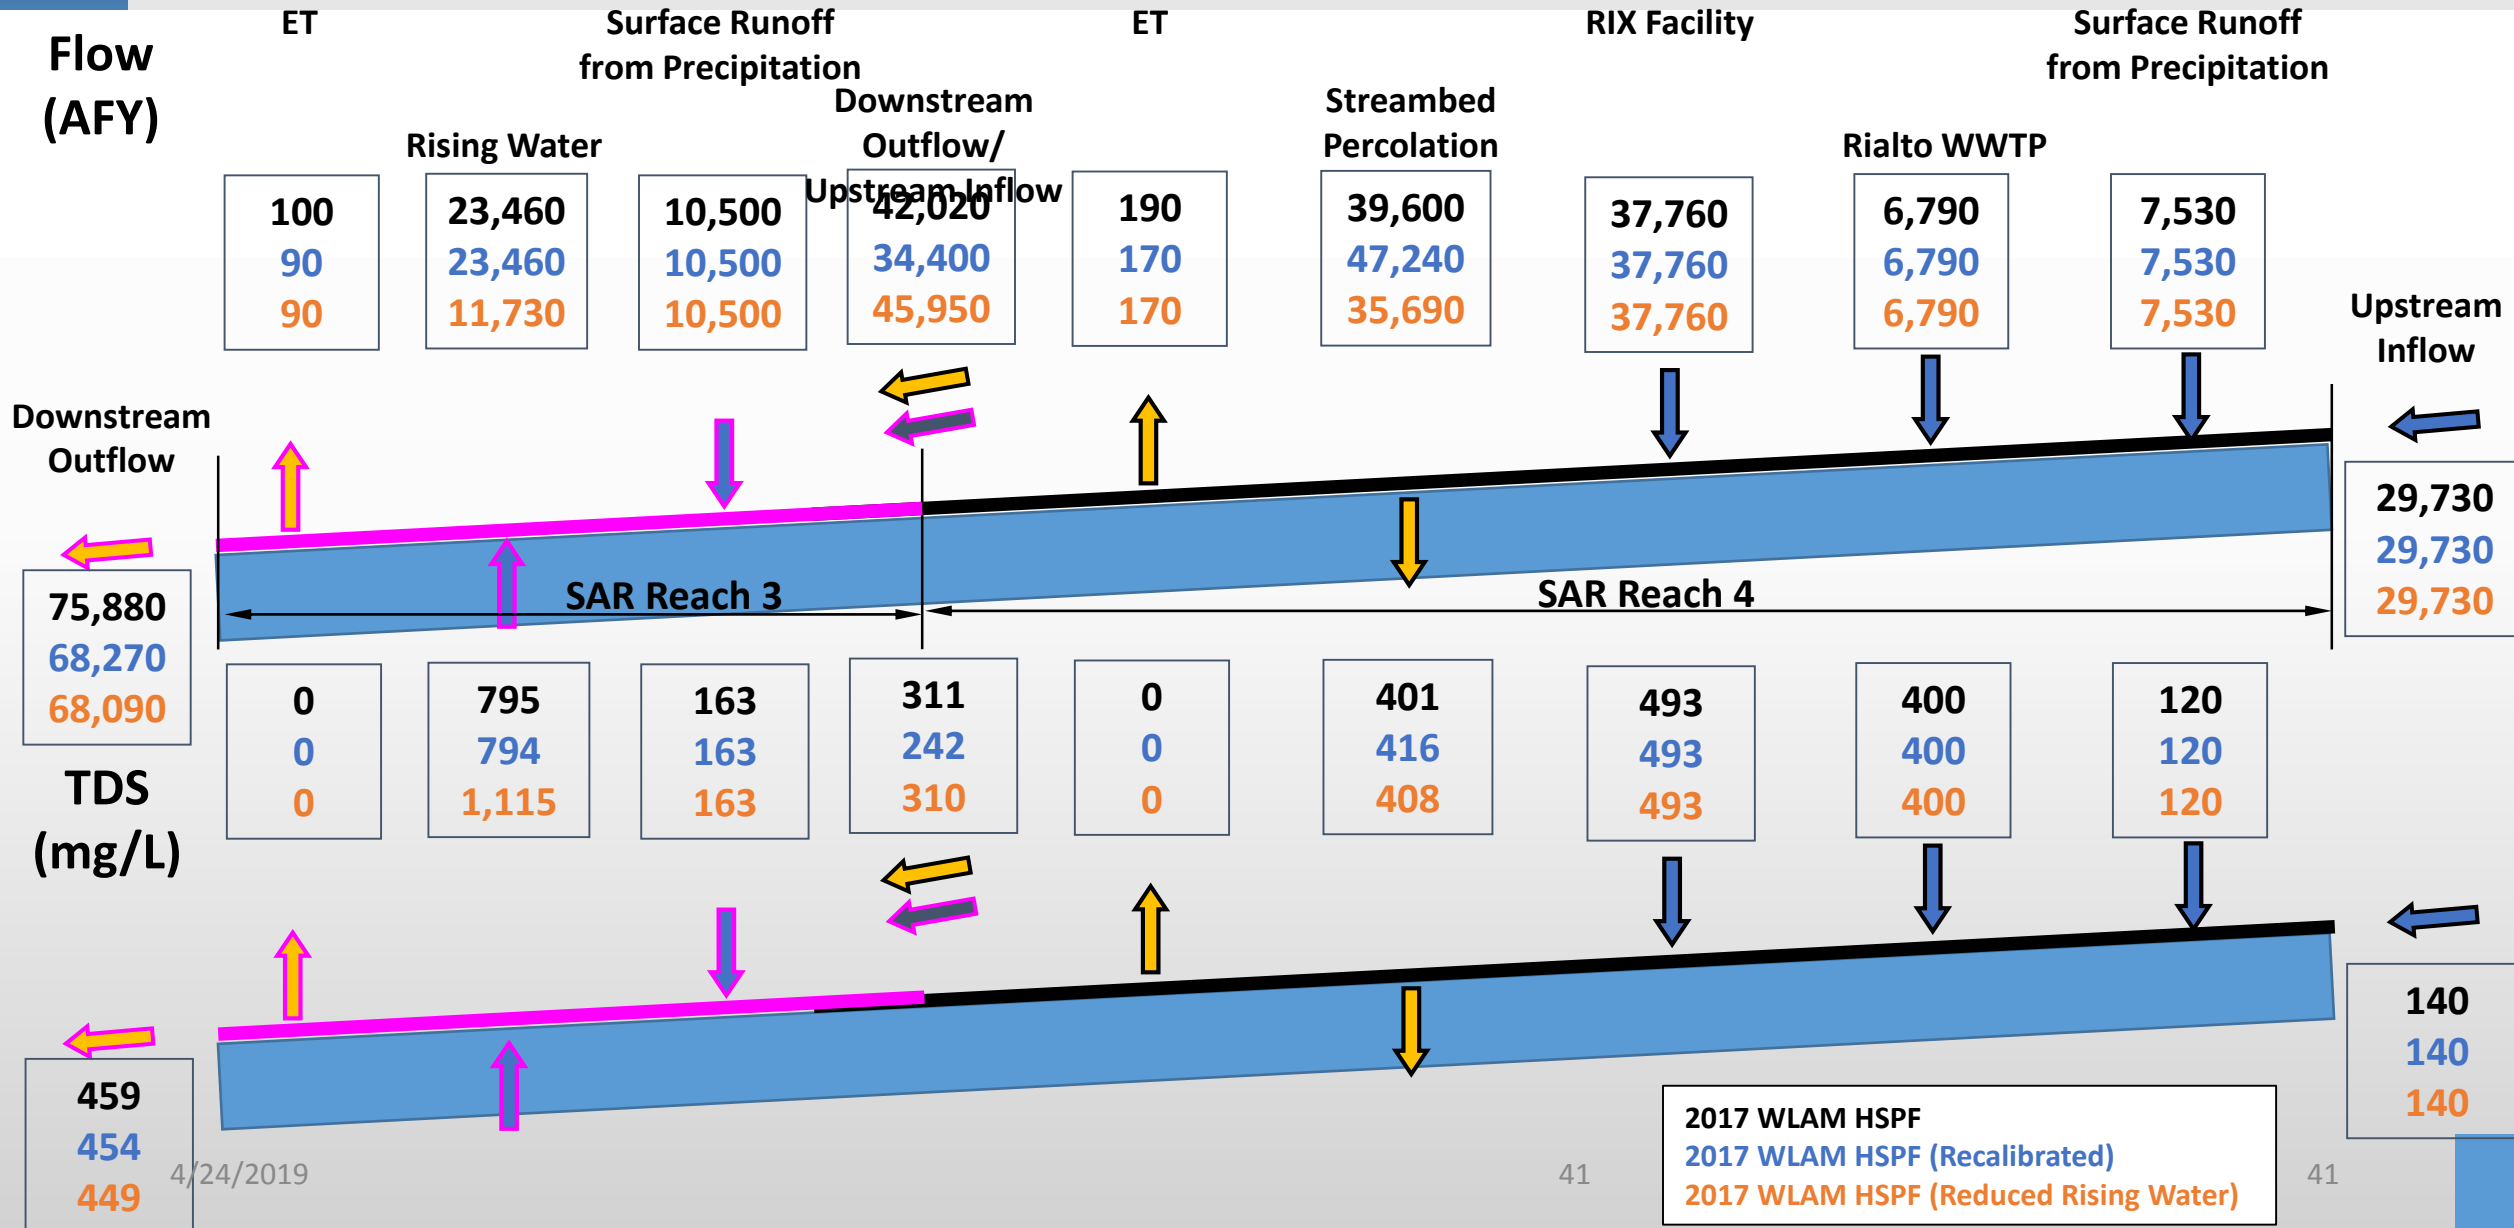 Flow
(AFY)
ET
Surface Runoff
from Precipitation
ET
RIX Facility
Surface Runoff
from Precipitation
Rising Water
Downstream
Outflow/
Upstream Inflow
Streambed
Percolation
Rialto WWTP
100
90
90
23,460
23,460
11,730
10,500
10,500
10,500
42,020
34,400
45,950
190
170
170
39,600
47,240
35,690
37,760
37,760
37,760
6,790
6,790
6,790
7,530
7,530
7,530
Upstream
Inflow
29,730
29,730
29,730
Downstream
Outflow
75,880
68,270
68,090
SAR Reach 3
SAR Reach 4
TDS
(mg/L)
0
0
0
795
794
1,115
163
163
163
311
242
310
0
0
0
401
416
408
493
493
493
400
400
400
120
120
120
140
140
140
459
454
449
4/24/2019
41
41
2017 WLAM HSPF
2017 WLAM HSPF (Recalibrated)
2017 WLAM HSPF (Reduced Rising Water)